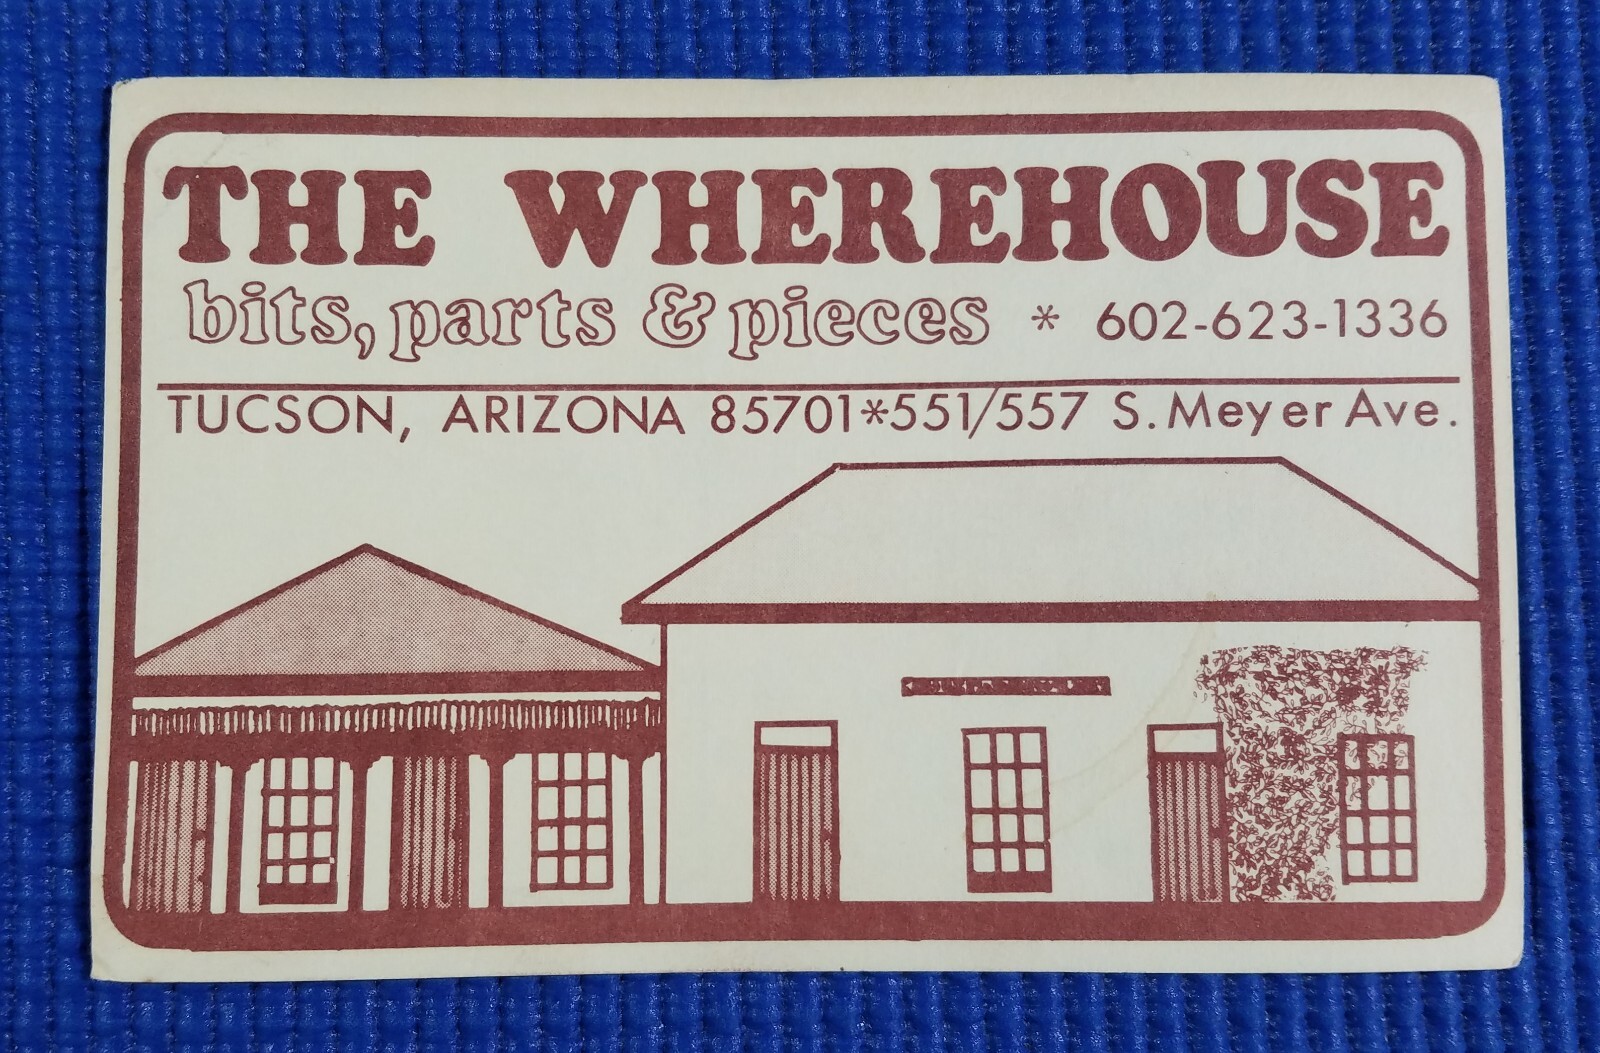 THE WHEREHOUSE
bits, parts & pieces * 602-623-1336
TUCSON, ARIZONA 85701*551/557 S. Meyer Ave.